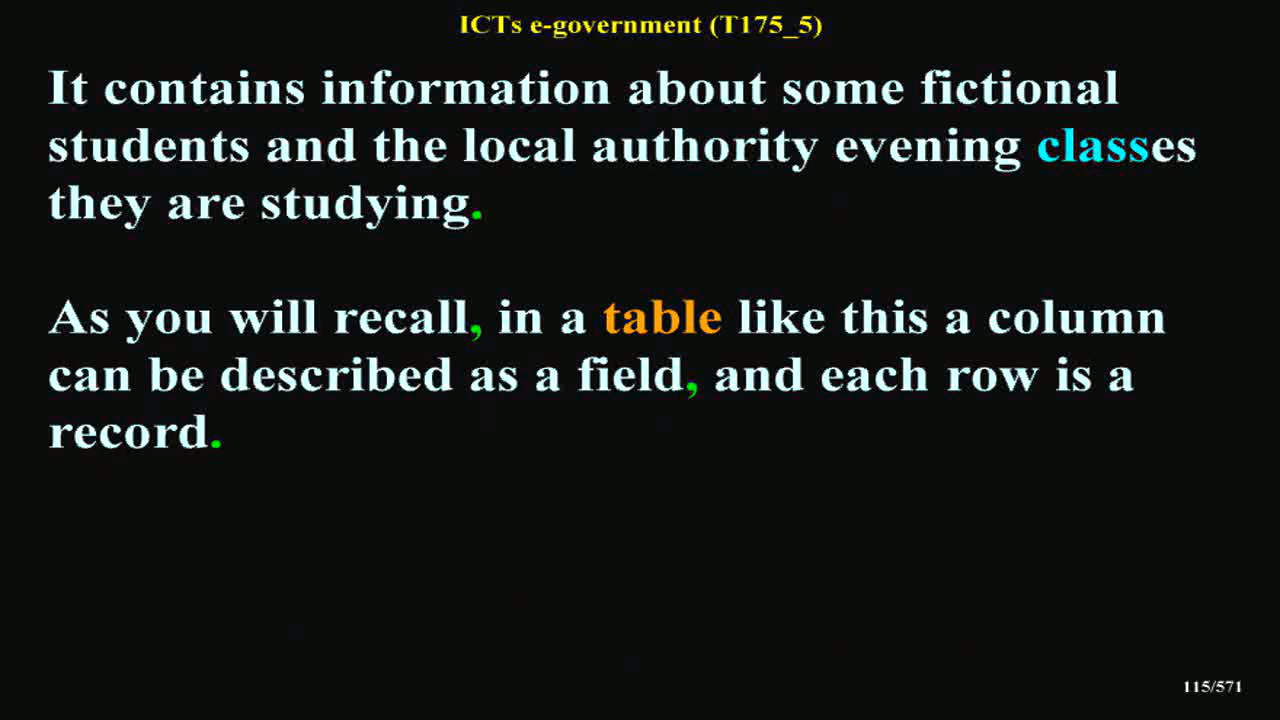 ICTs e-government (T175_5)
It contains information about some fictional
students and the local authority evening classes
they are studying.
As you will recall, in a table like this a column
can be described as a field, and each row is a
record.
115/571